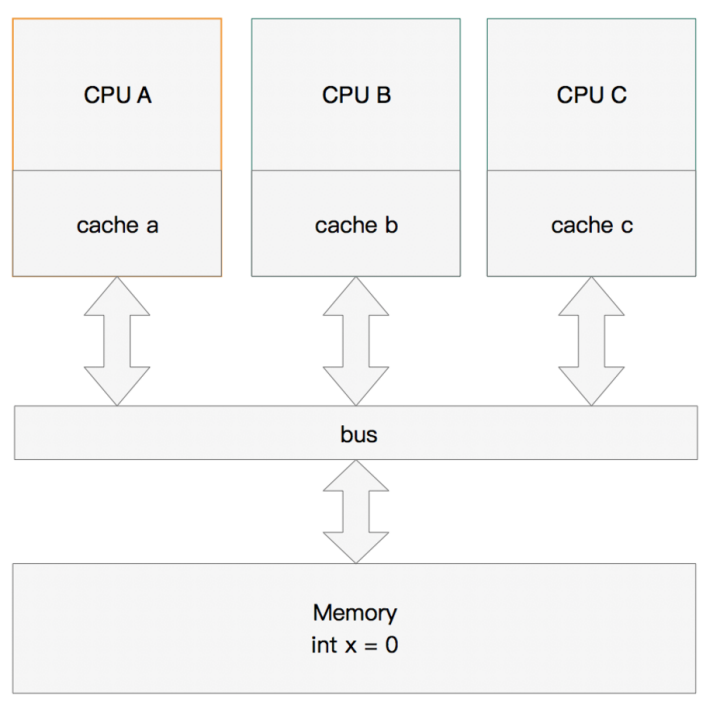 CPU A
CPU B
CPU C
cache a
cache b
cache c
bus
Memory
int x = 0